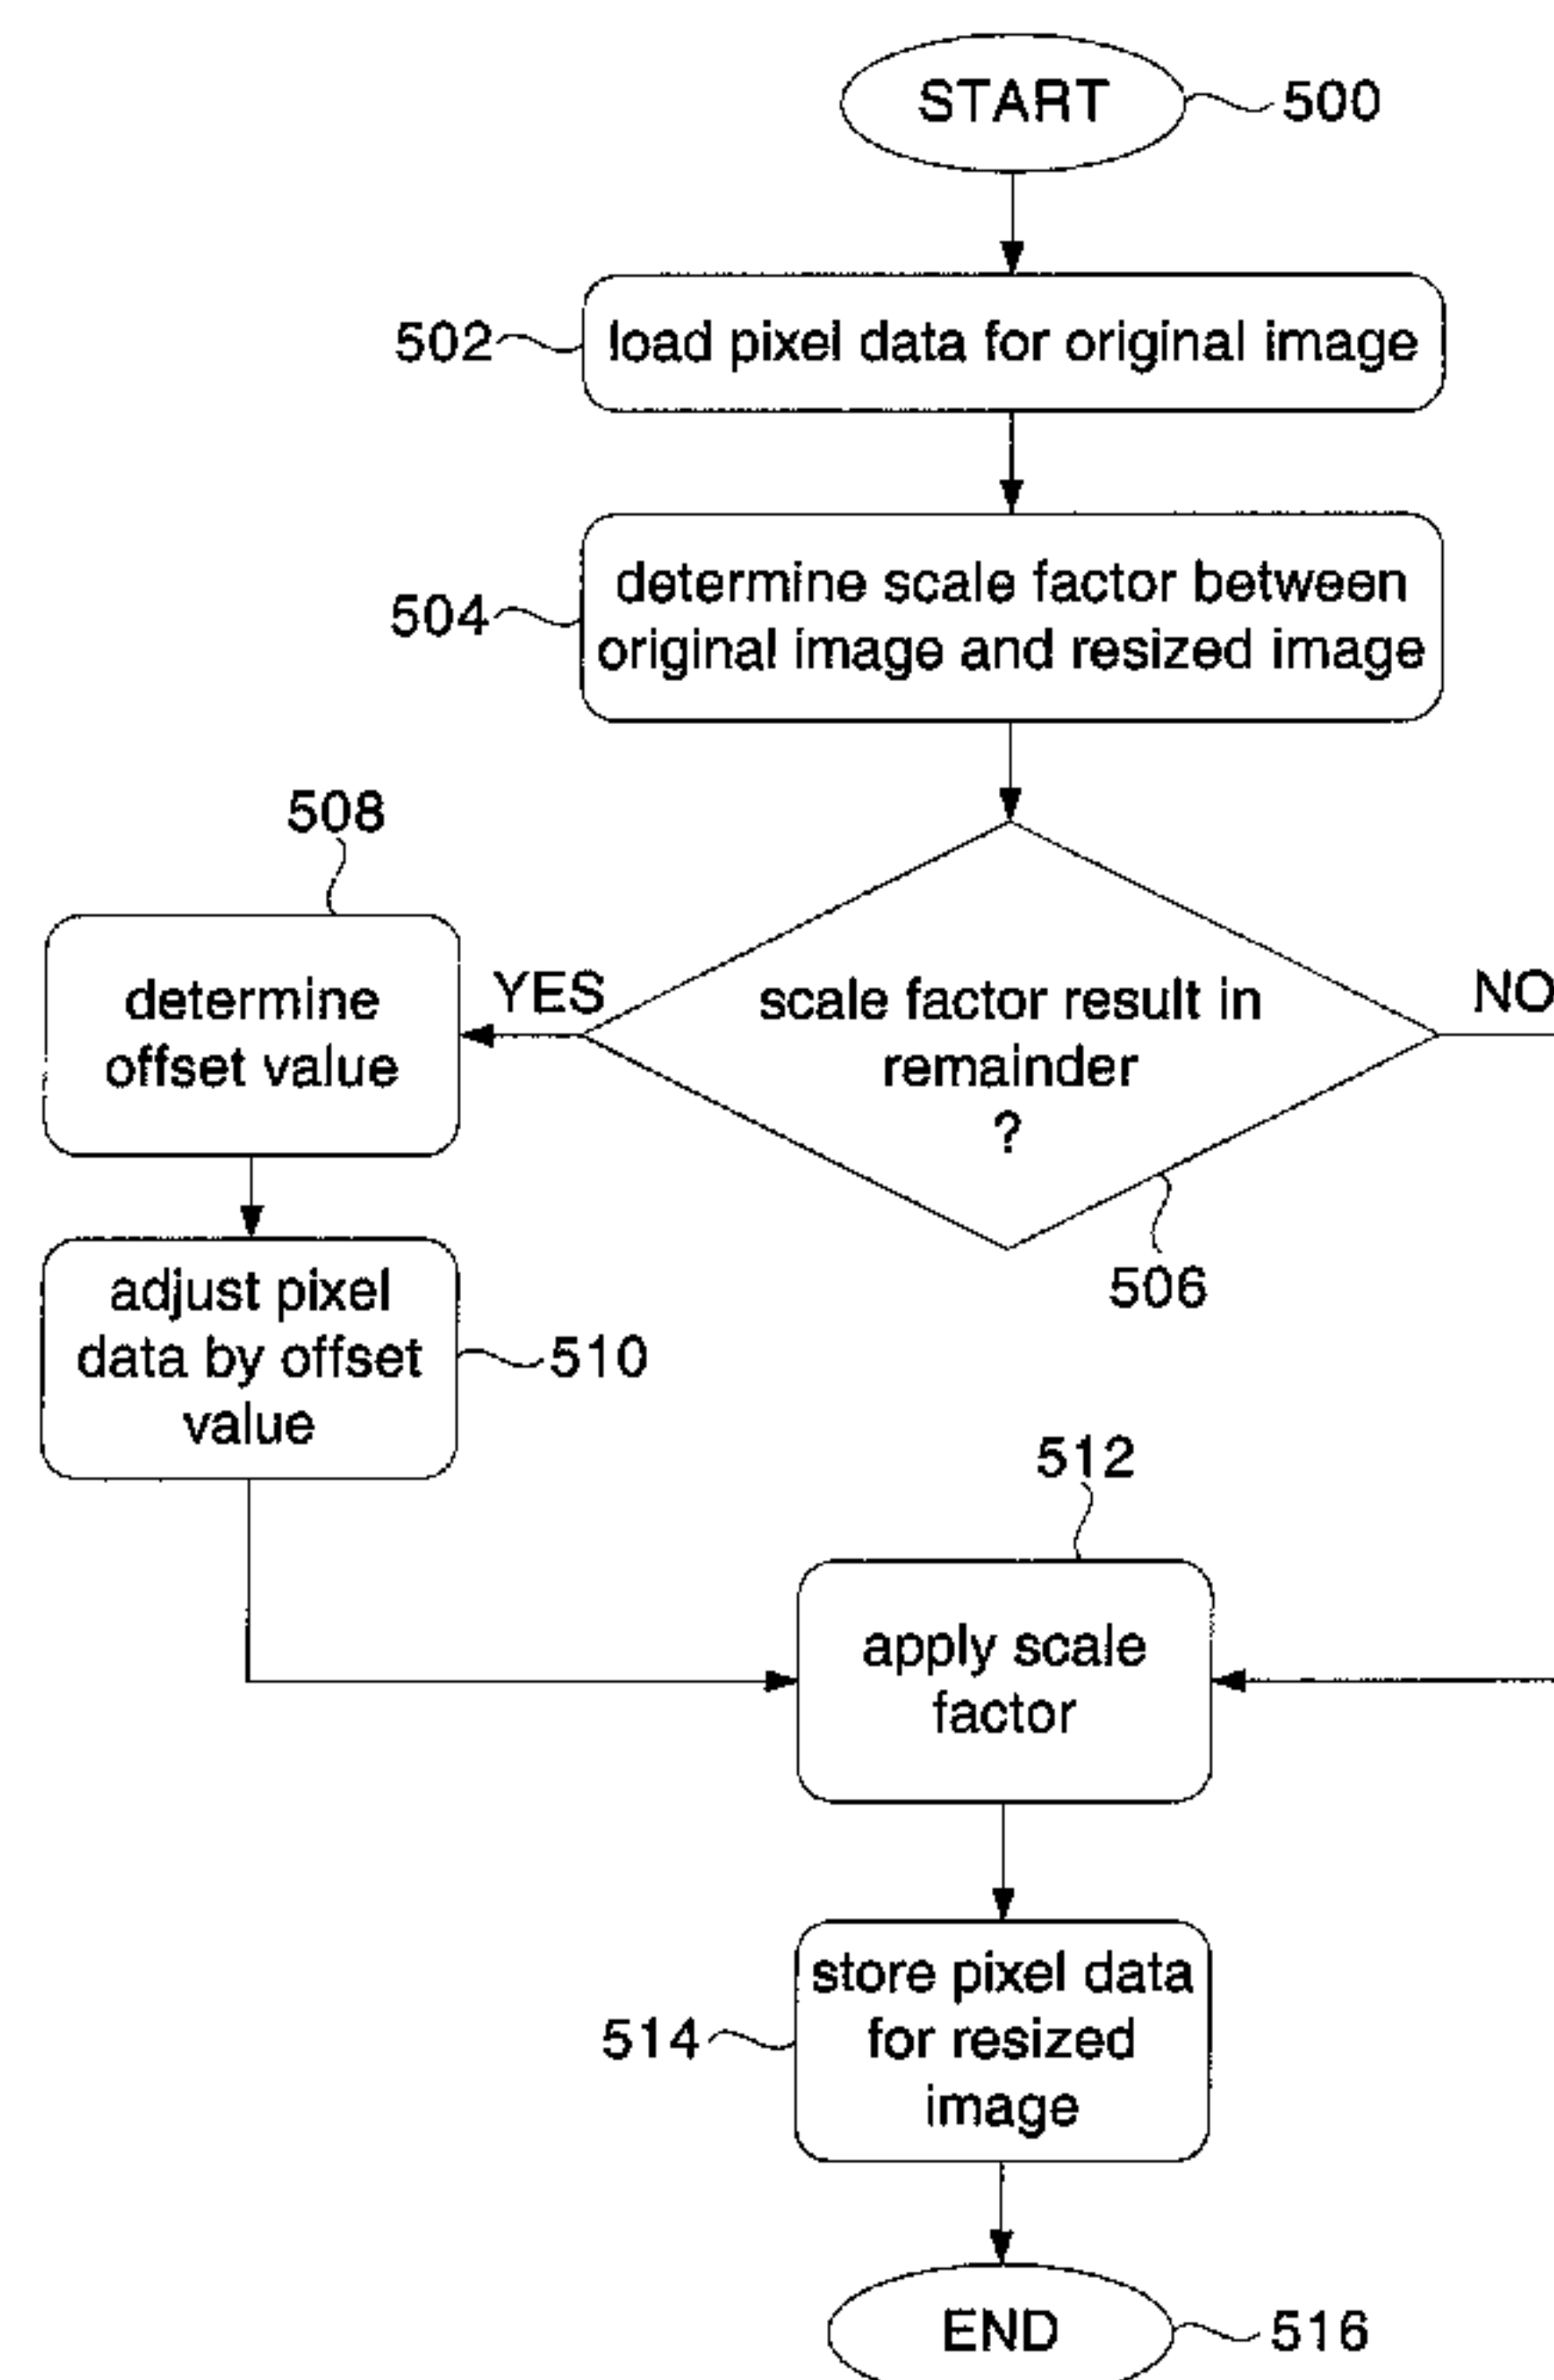 START
500
502
load pixel data for original image
504
determine scale factor between
original image and resized image
508
determine
offset value
YES
scale factor result in
remainder
?
NO
506
adjust pixel
data by offset
value
510
512
apply scale
factor
514
store pixel data
for resized
image
END
516